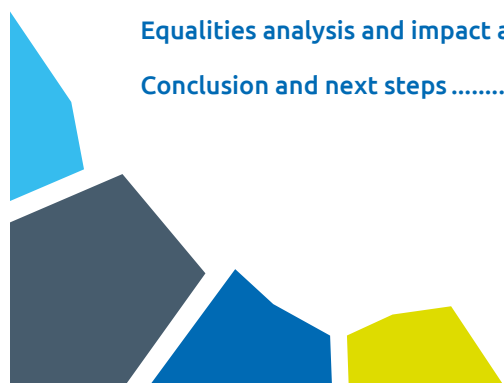 Equalities analysis and impact a
Conclusion and next steps ........